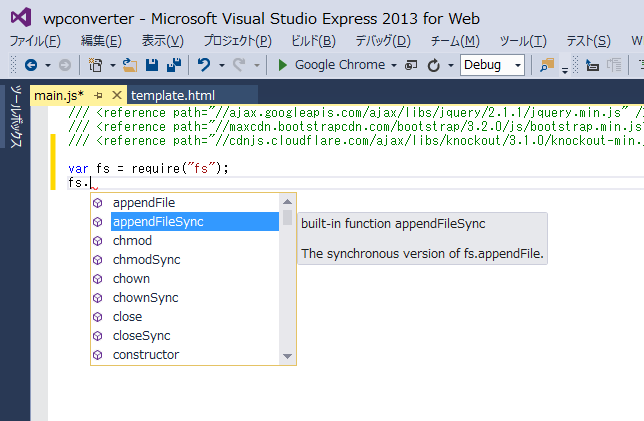 wpconverter - Microsoft Visual Studio Express 2013 for Web
ファイル(F) 編集(E) 表示(V) プロジェクト(P) ビルド(B) デバッグ(D) チーム(M) ツール(T) テスト(S) W
Google Chrome Debug
ツールボックス
main.js* template.html
/// <reference path="//ajax.googleapis.com/ajax/libs/jquery/2.1.1/jquery.min.js" /
/// <reference path="//maxcdn.bootstrapcdn.com/bootstrap/3.2.0/js/bootstrap.min.js"
/// <reference path="//cdnjs.cloudflare.com/ajax/libs/knockout/3.1.0/knockout-min.
var fs = require("fs");
fs.
appendFile
appendFileSync
chmod
chmodSync
chown
chownSync
close
closeSync
constructor
built-in function appendFileSync
The synchronous version of fs.appendFile.